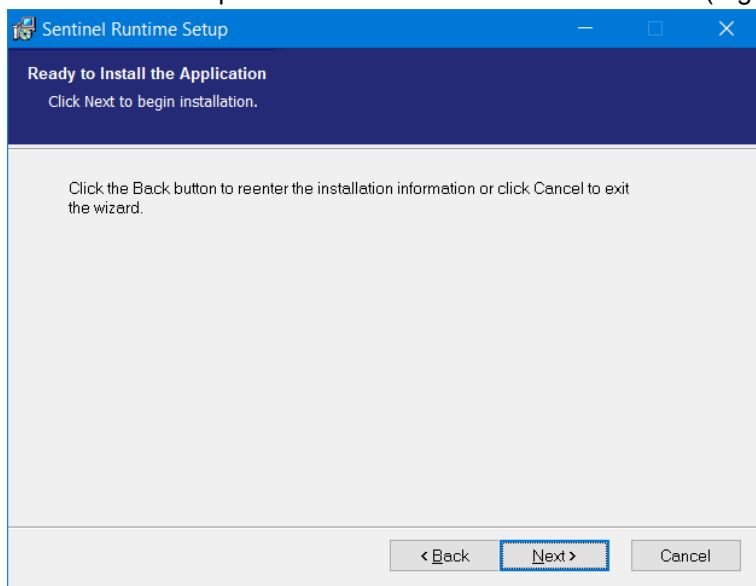 Sentinel Runtime Setup
Ready to Install the Application
Click Next to begin installation.
Click the Back button to reenter the installation information or click Cancel to exit
the wizard.
< Back Next > Cancel